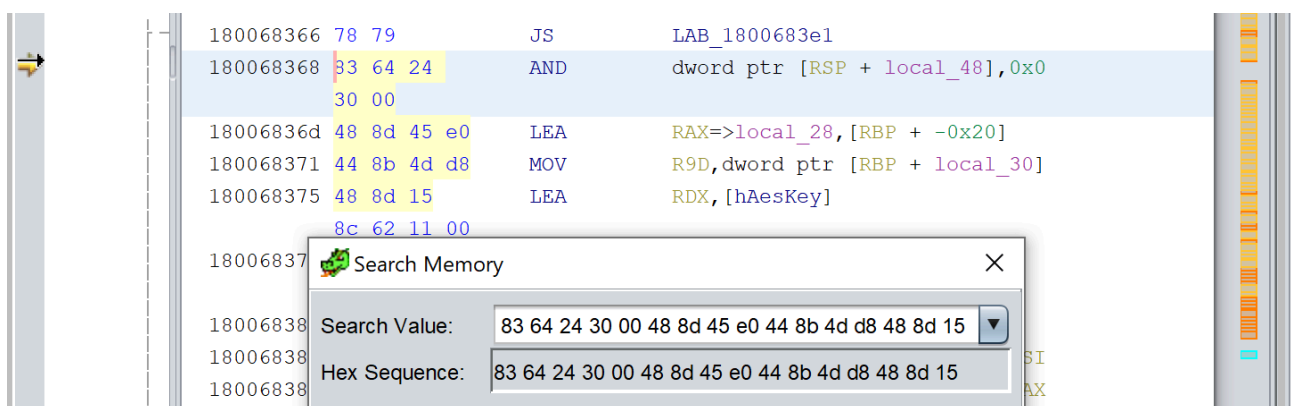 180068366 78 79 JS LAB_1800683e1
180068368 83 64 24 AND dword ptr [RSP + local_48],0x0
30 00
18006836d 48 8d 45 e0 LEA RAX=>local_28,[RBP + -0x20]
180068371 44 8b 4d d8 MOV R9D,dword ptr [RBP + local_30]
180068375 48 8d 15 LEA RDX,[hAesKey]
8c 62 11 00
18006837
Search Memory
18006838 Search Value: 83 64 24 30 00 48 8d 45 e0 44 8b 4d d8 48 8d 15
18006838 SI
Hex Sequence: 83 64 24 30 00 48 8d 45 e0 44 8b 4d d8 48 8d 15
18006838 AX